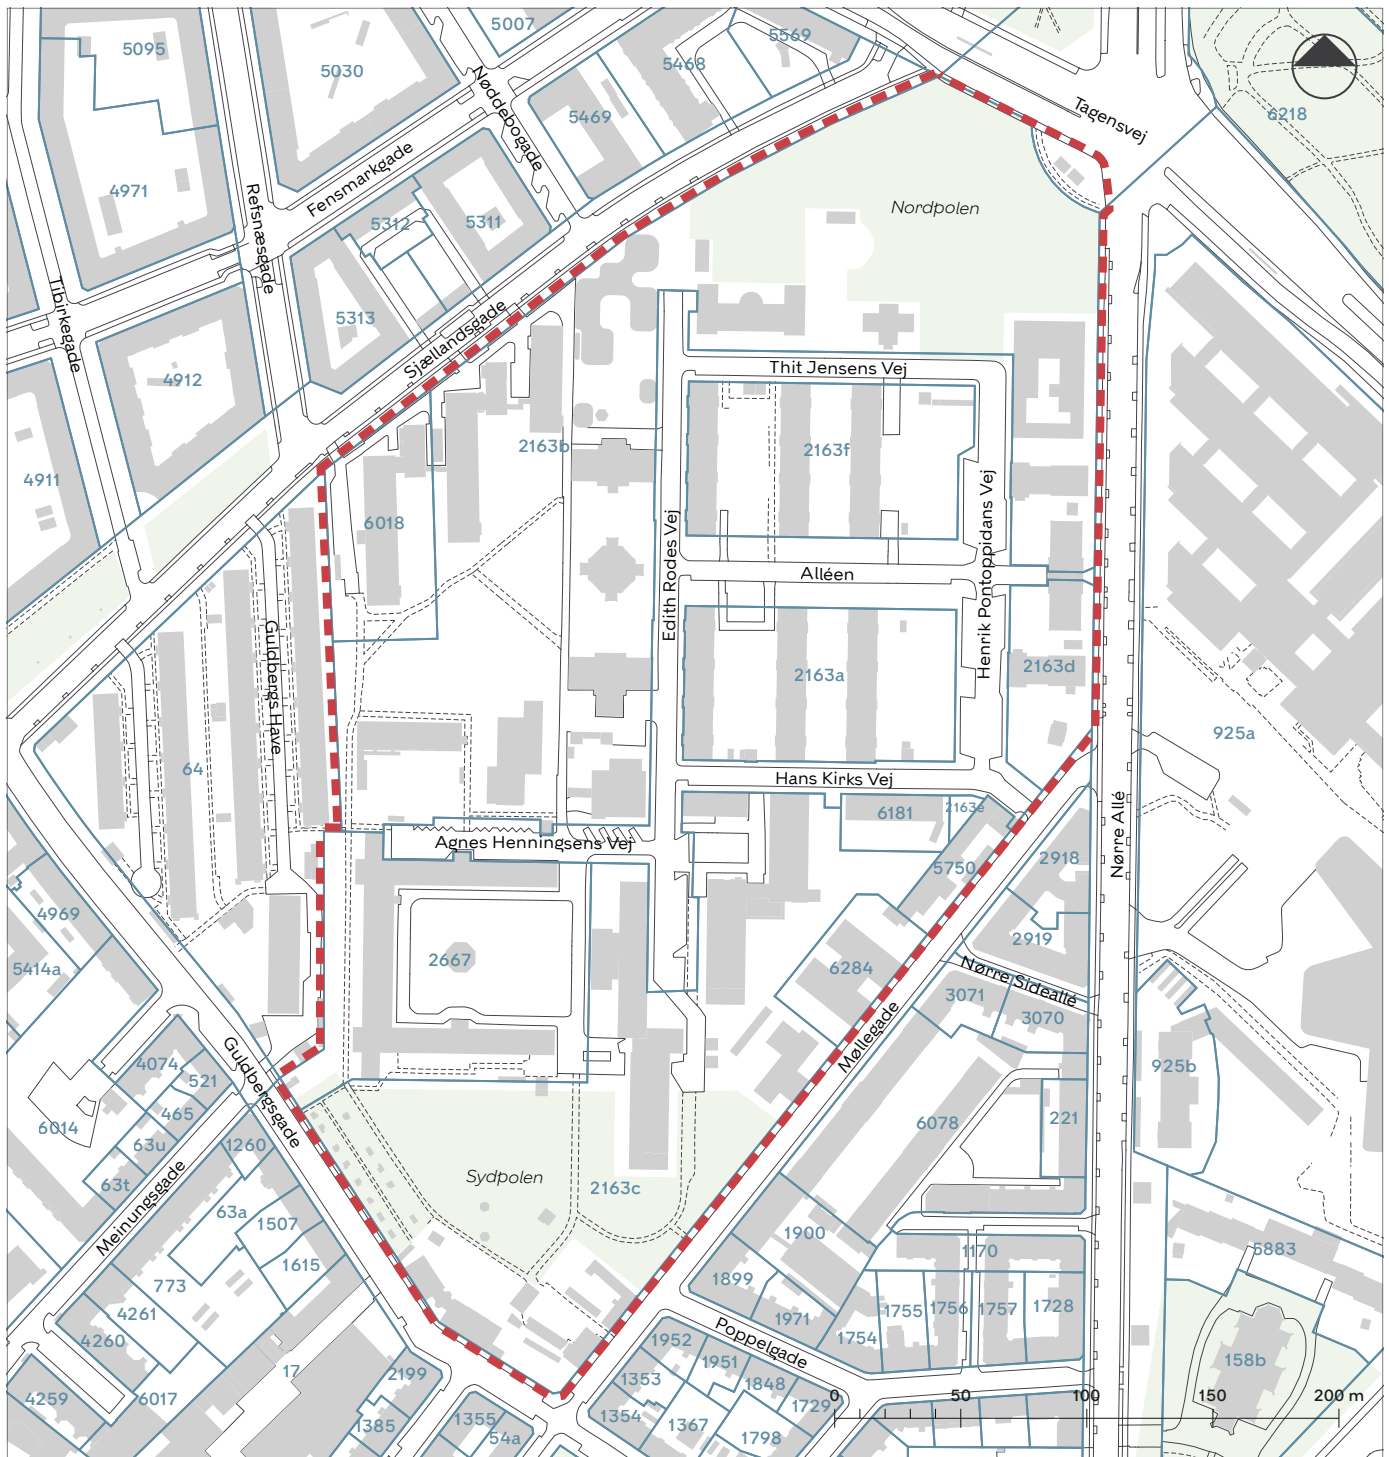 5007
5095
5030
5569
5468
Nøddebogade
5469
Tagensvej
6218
Fensmarkgade
4971
Refsnæsgade
5312
5311
Nordpolen
Tibirkegade
5313
Sjællandsgade
4912
Thit Jensens Vej
2163b
2163f
4911
6018
Edith Rodes Vej
Henrik Pontoppidans Vej
Alléen
Guldbergs Have
2163a
2163d
64
925a
Hans Kirks Vej
6181
2163e
Nørre Allé
Agnes Henningsens Vej
2918
5750
4969
2919
5414a
2667
6284
Nørre Sideallé
3071
3070
Møllegade
Guldbergsgade
4074
521
925b
465
6014
63u
1260
6078
221
63t
Sydpolen
2163c
Meinungsgade
63a
1507
1900
1170
5883
1615
1899
773
1971
1755
1756
1757
1728
4261
1754
4260
Poppelgade
1952
1951
158b
17
2199
1353
1848
4259
6017
1729
0
50
100
150
200 m
1354
1355
1385
1367
54a
1798